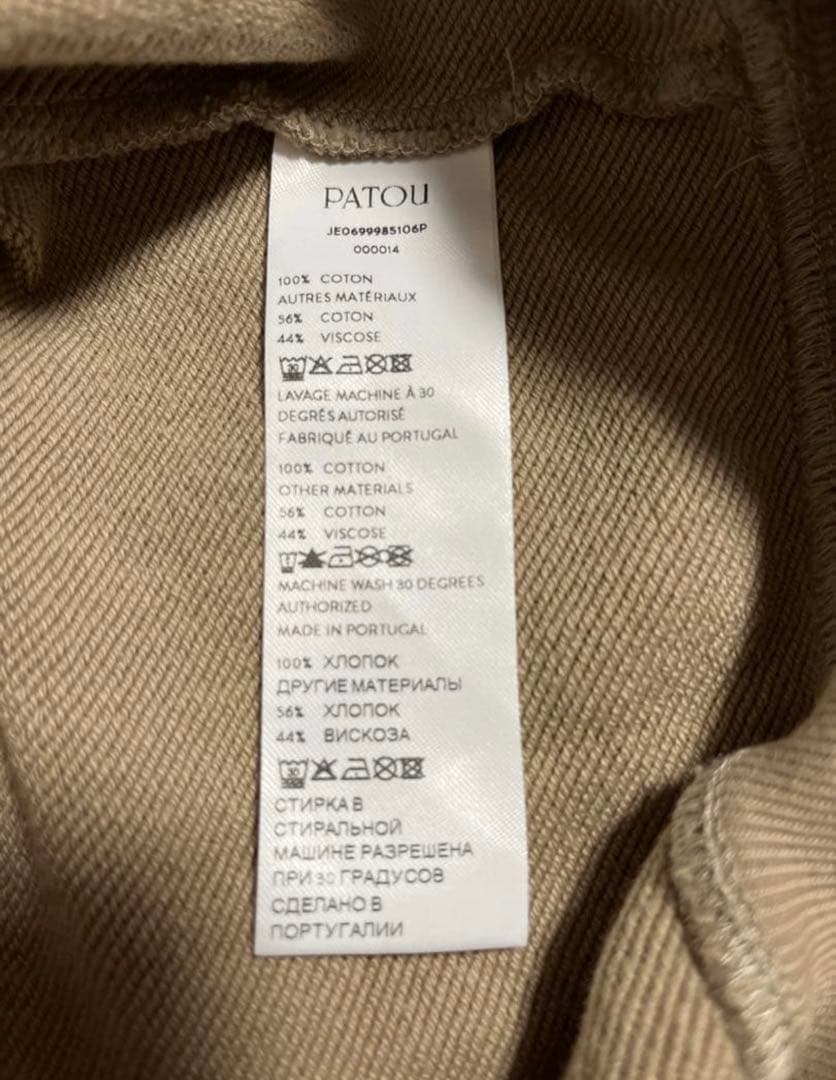 PATOU
JE0699985106P
000014
100% COTON
AUTRES MATÉRIAUX
56% COTON
44% VISCOSE
30
LAVAGE MACHINE À 30
DEGRÉS AUTORISÉ
FABRIQUÉ AU PORTUGAL
100% COTTON
OTHER MATERIALS
56% COTTON
44% VISCOSE
MACHINE WASH 30 DEGREES
AUTHORIZED
MADE IN PORTUGAL
100% ХЛОПОК
ДРУГИЕ МАТЕРИАЛЫ
56% ХЛОПОК
44% ВИСКОЗА
30
СТИРКА В
СТИРАЛЬНОЙ
МАШИНЕ РАЗРЕШЕНА
ПРИ 30 ГРАДУСОВ
СДЕЛАНО В
ПОРТУГАЛИИ